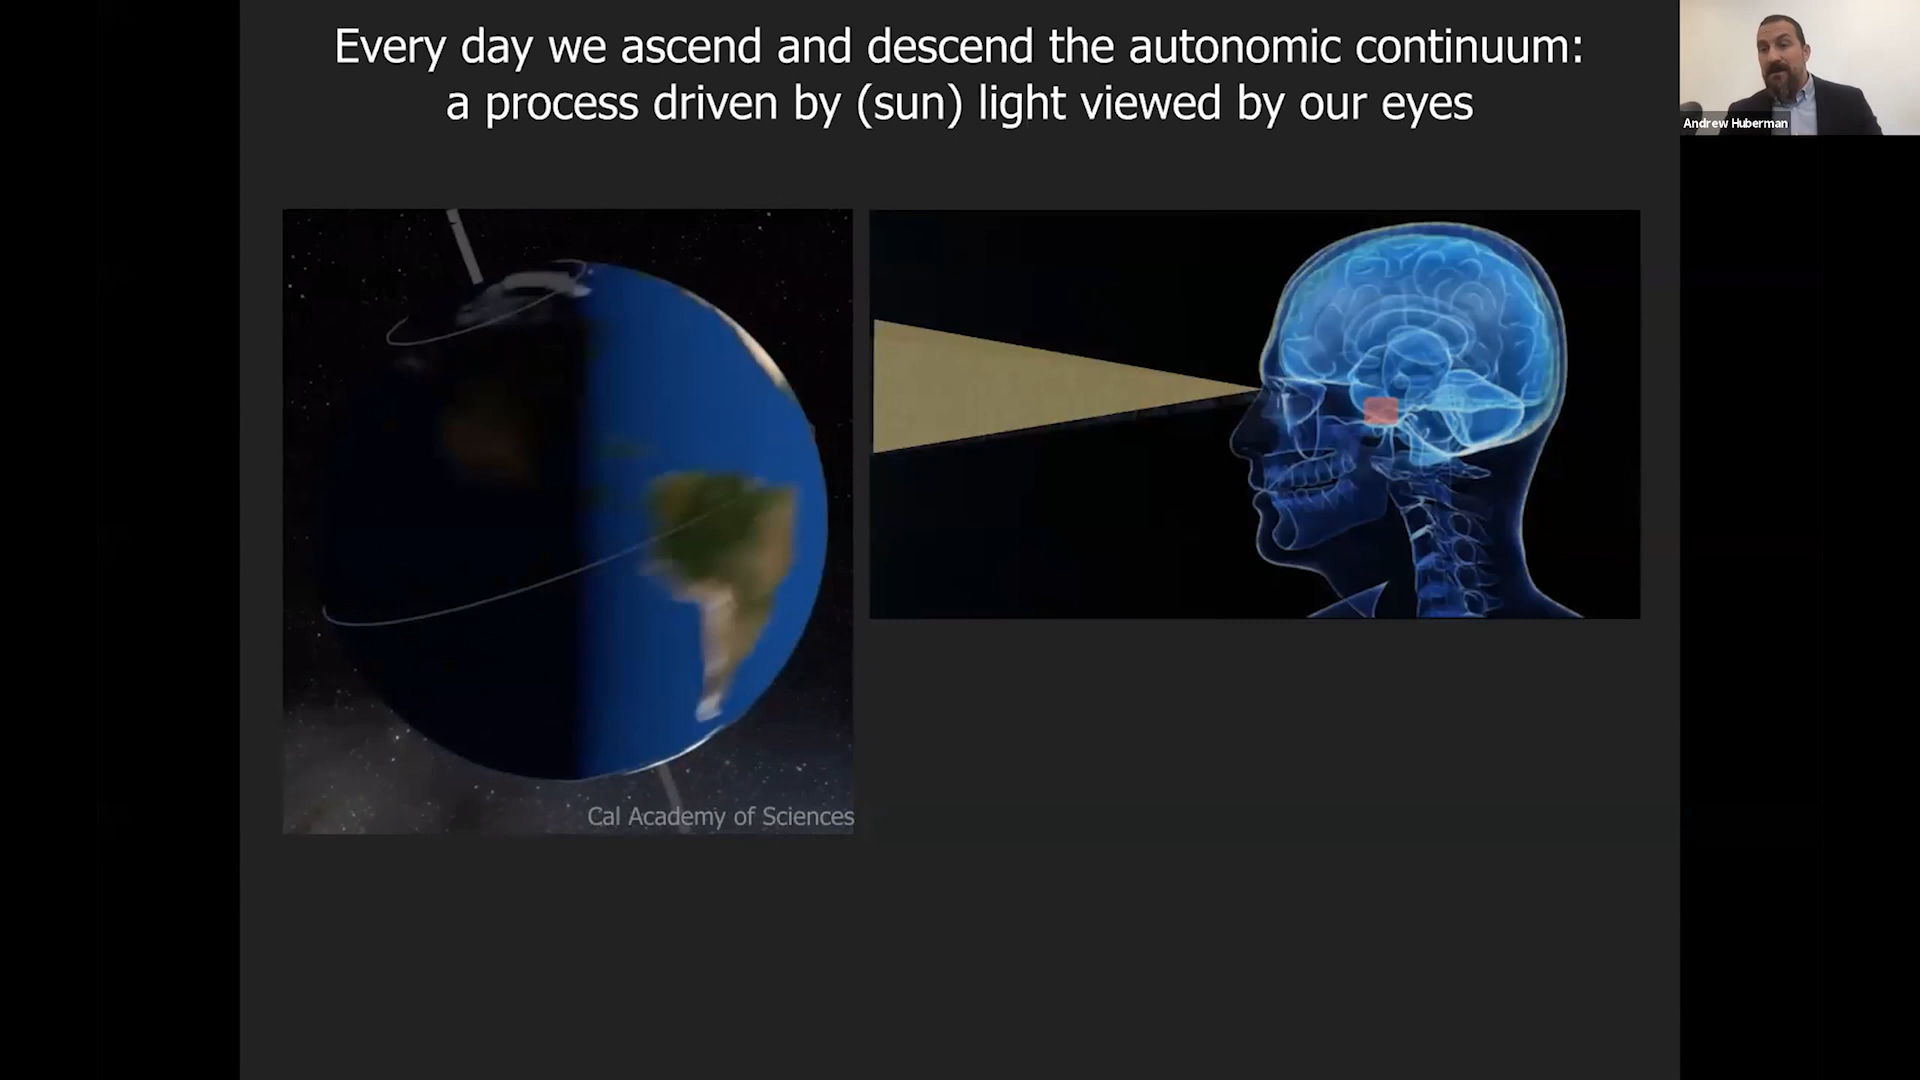 Every day we ascend and descend the autonomic continuum:
a process driven by (sun) light viewed by our eyes
Andrew Huberman
Cal Academy of Sciences